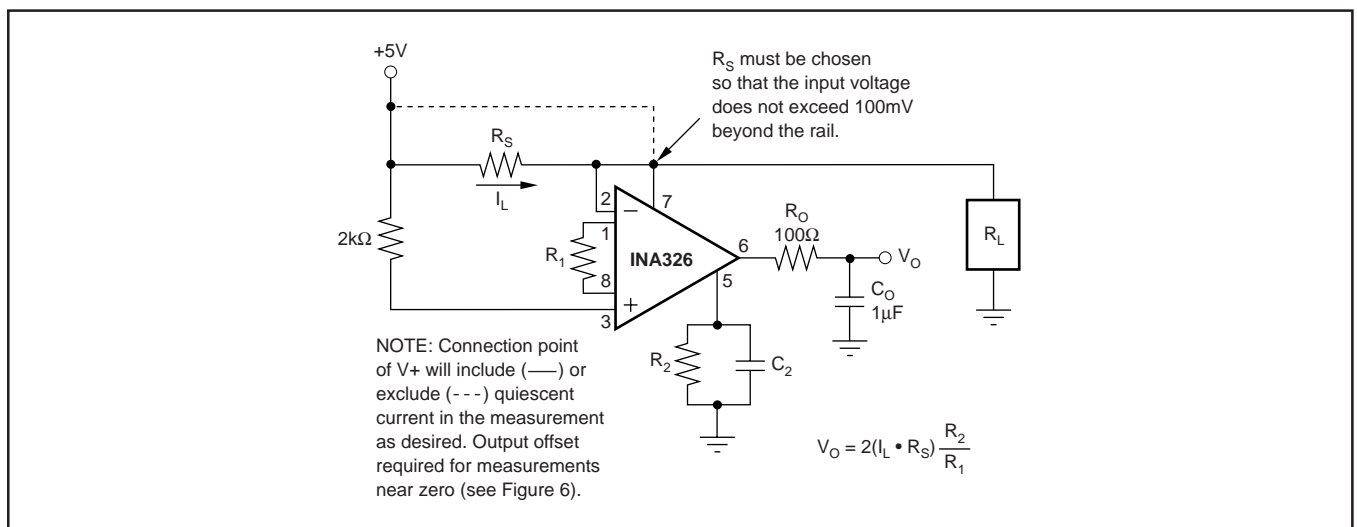 +5V
R_S must be chosen
so that the input voltage
does not exceed 100mV
beyond the rail.
R_S
I_L
2kΩ
2
7
1
R_1
INA326
8
3
6
5
R_O
100Ω
V_O
C_O
1µF
R_L
R_2
C_2
NOTE: Connection point
of V+ will include (—) or
exclude (- - -) quiescent
current in the measurement
as desired. Output offset
required for measurements
near zero (see Figure 6).
V_O = 2(I_L • R_S) R_2/R_1